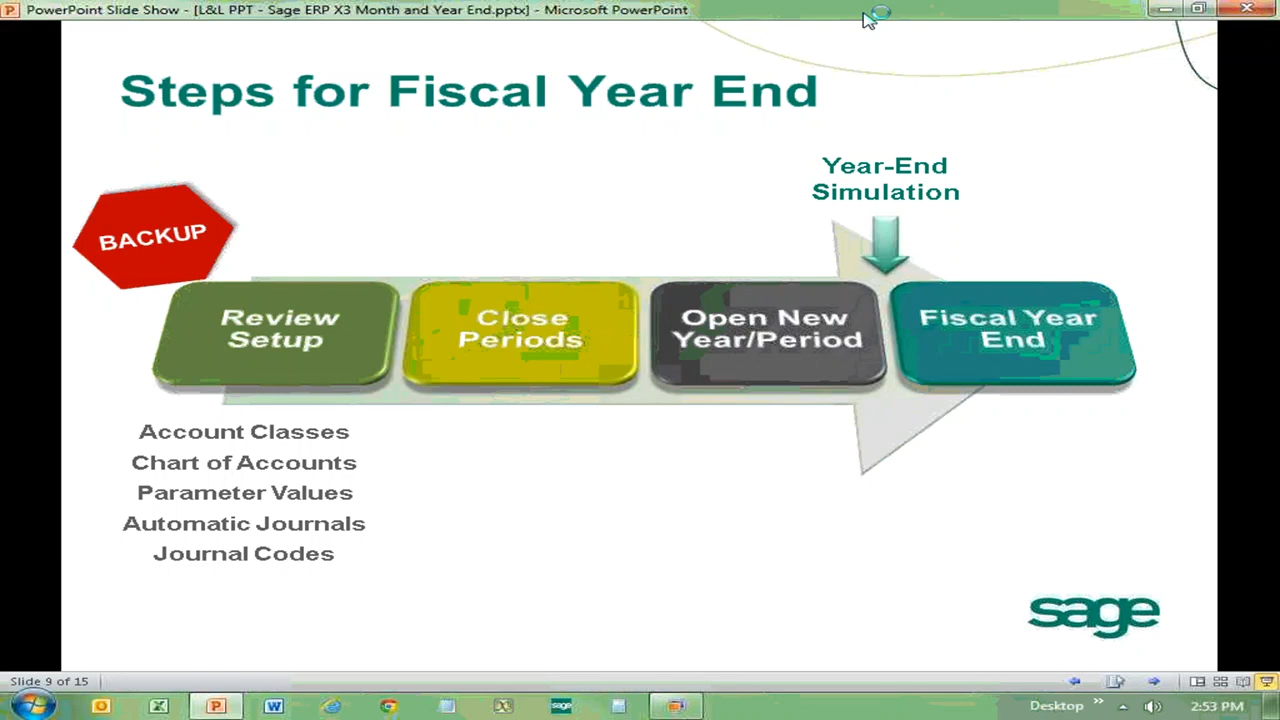 PowerPoint Slide Show - [L&L PPT - Sage ERP X3 Month and Year End.pptx] - Microsoft PowerPoint
Steps for Fiscal Year End
Year-End
Simulation
BACKUP
Review
Setup
Close
Periods
Open New
Year/Period
Fiscal Year
End
Account Classes
Chart of Accounts
Parameter Values
Automatic Journals
Journal Codes
sage
Slide 9 of 15
sage
Desktop
2:53 PM